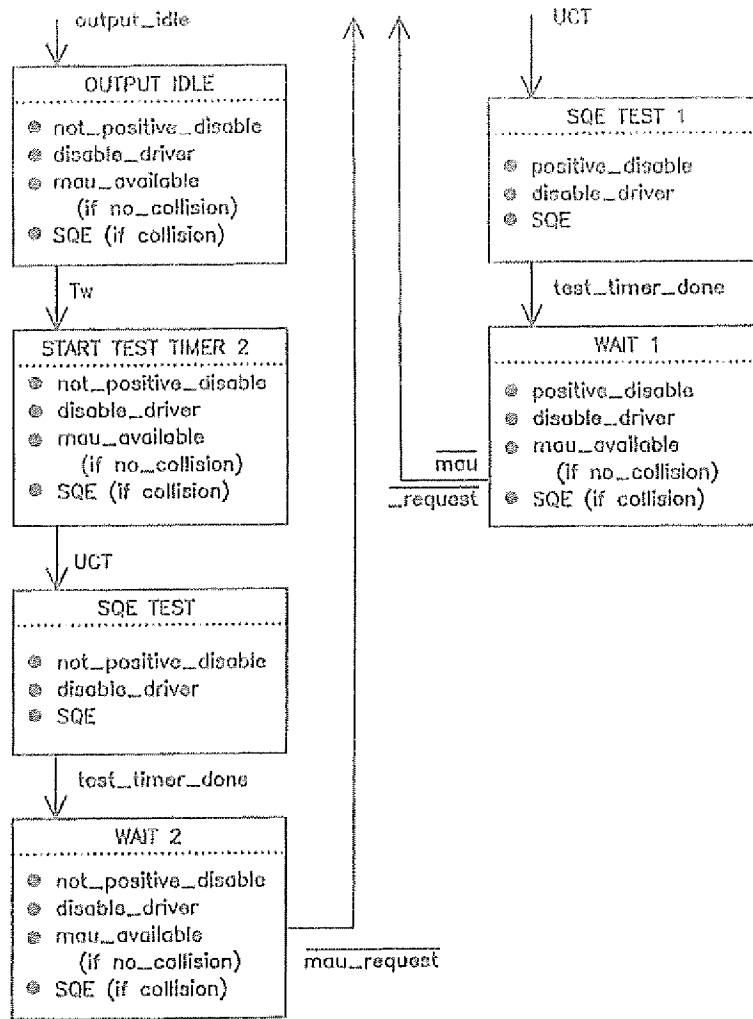 output_idle
OUTPUT IDLE
not_positive_disable
disable_driver
mau_available
(if no_collision)
SQE (if collision)
Tw
START TEST TIMER 2
not_positive_disable
disable_driver
mau_available
(if no_collision)
SQE (if collision)
UCT
SQE TEST
not_positive_disable
disable_driver
SQE
test_timer_done
WAIT 2
not_positive_disable
disable_driver
mau_available
(if no_collision)
SQE (if collision)
mau_request
UCT
SQE TEST 1
positive_disable
disable_driver
SQE
test_timer_done
WAIT 1
positive_disable
disable_driver
mau_available
(if no_collision)
SQE (if collision)
mau
_request